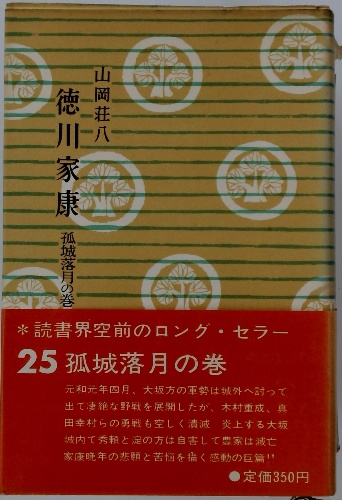 山岡荘八
徳川家康
孤城落月の巻
＊読書界空前のロング・セラー
25 孤城落月の巻
元和元年四月、大坂方の軍勢は城外へ討って
出て凄絶な野戦を展開したが、木村重成、真
田幸村らの勇戦も空しく潰滅 炎上する大坂
城内で秀頼と淀の方は自害して豊家は滅亡
家康晩年の悲願と苦悩を描く感動の巨篇!!
●定価350円